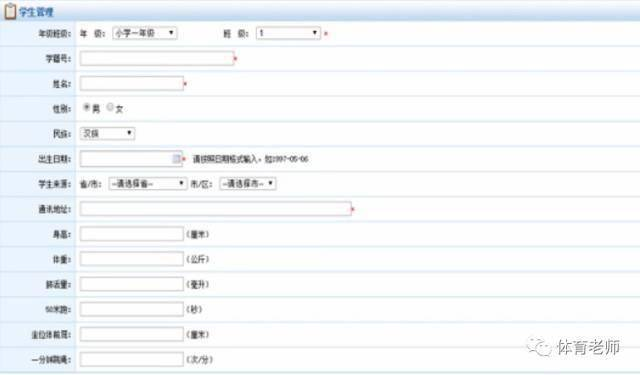 学生管理
年级班级: 年 级: 小学一年级 班 级: 1 *
学籍号: *
姓名: *
性别: 男 女
民族: 汉族
出生日期: * 请按照日期格式输入,如1997-05-06
学生来源: 省/市: --请选择省-- 市/区: --请选择市--
通讯地址: *
身高: (厘米)
体重: (公斤)
肺活量: (毫升)
50米跑: (秒)
坐位体前屈: (厘米)
一分钟跳绳: (次/分)
体育老师